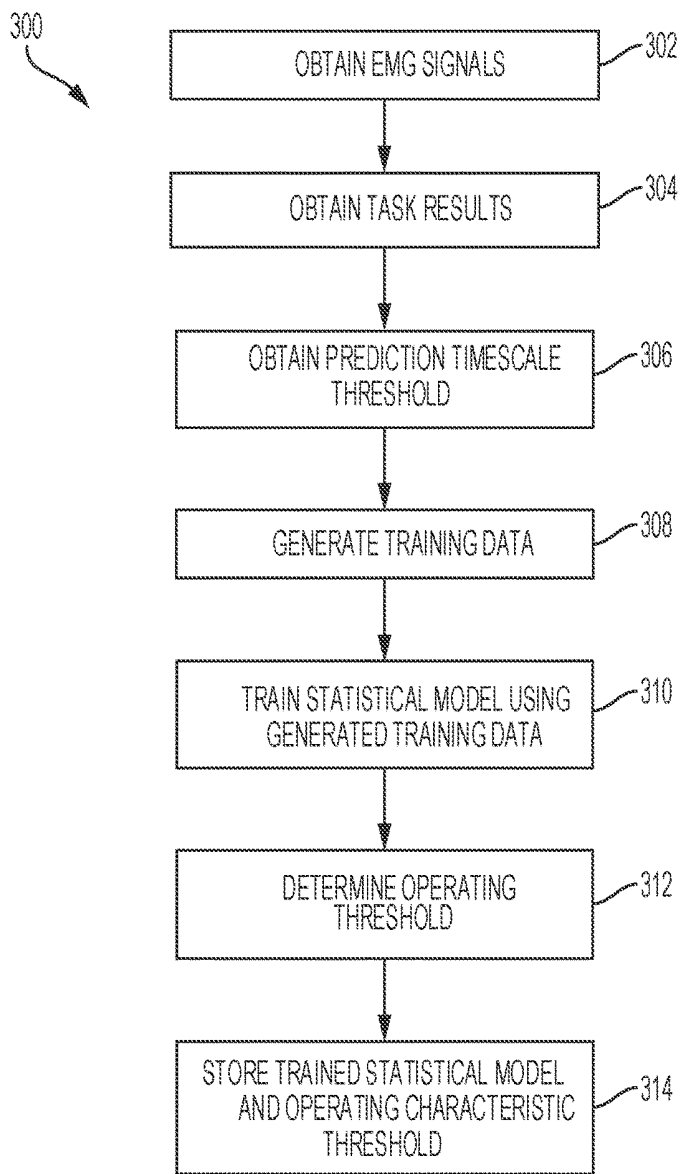 300
OBTAIN EMG SIGNALS
302
OBTAIN TASK RESULTS
304
OBTAIN PREDICTION TIMESCALE
THRESHOLD
306
GENERATE TRAINING DATA
308
TRAIN STATISTICAL MODEL USING
GENERATED TRAINING DATA
310
DETERMINE OPERATING
THRESHOLD
312
STORE TRAINED STATISTICAL MODEL
AND OPERATING CHARACTERISTIC
THRESHOLD
314